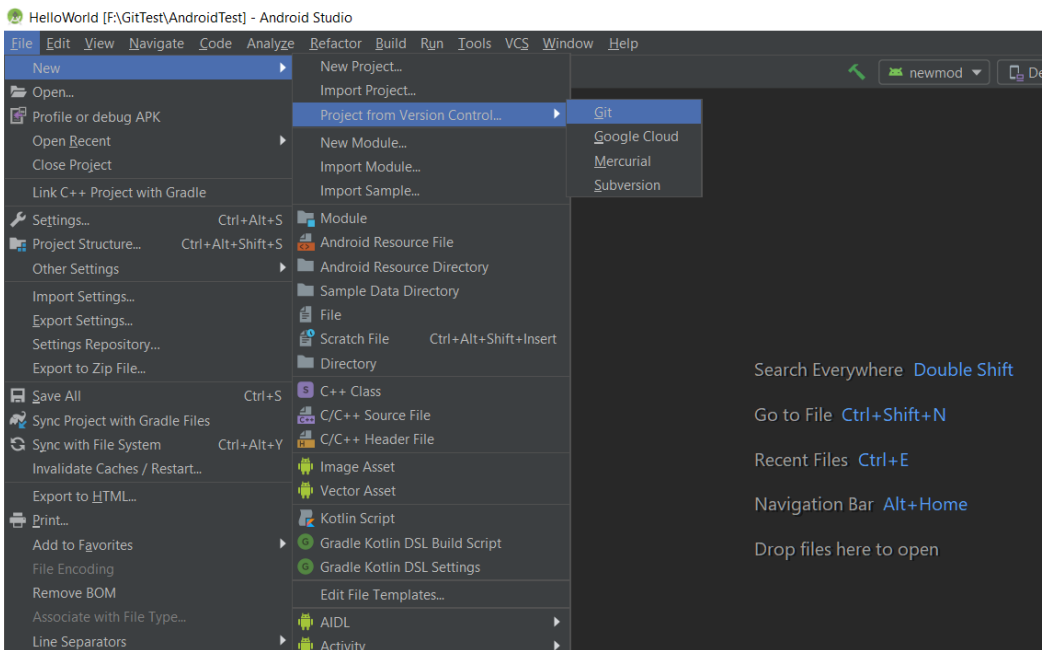 HelloWorld [F:\GitTest\AndroidTest] - Android Studio
File Edit View Navigate Code Analyze Refactor Build Run Tools VCS Window Help
New
Open...
Profile or debug APK
Open Recent
Close Project
Link C++ Project with Gradle
Settings... Ctrl+Alt+S
Project Structure... Ctrl+Alt+Shift+S
Other Settings
Import Settings...
Export Settings...
Settings Repository...
Export to Zip File...
Save All Ctrl+S
Sync Project with Gradle Files
Sync with File System Ctrl+Alt+Y
Invalidate Caches / Restart...
Export to HTML...
Print...
Add to Favorites
File Encoding
Remove BOM
Associate with File Type...
Line Separators
New Project...
Import Project...
Project from Version Control...
New Module...
Import Module...
Import Sample...
Module
Android Resource File
Android Resource Directory
Sample Data Directory
File
Scratch File Ctrl+Alt+Shift+Insert
Directory
S C++ Class
C++ C/C++ Source File
H C/C++ Header File
Image Asset
Vector Asset
Kotlin Script
G Gradle Kotlin DSL Build Script
G Gradle Kotlin DSL Settings
Edit File Templates...
AIDL
Activity
Git
Google Cloud
Mercurial
Subversion
newmod
De
Search Everywhere Double Shift
Go to File Ctrl+Shift+N
Recent Files Ctrl+E
Navigation Bar Alt+Home
Drop files here to open